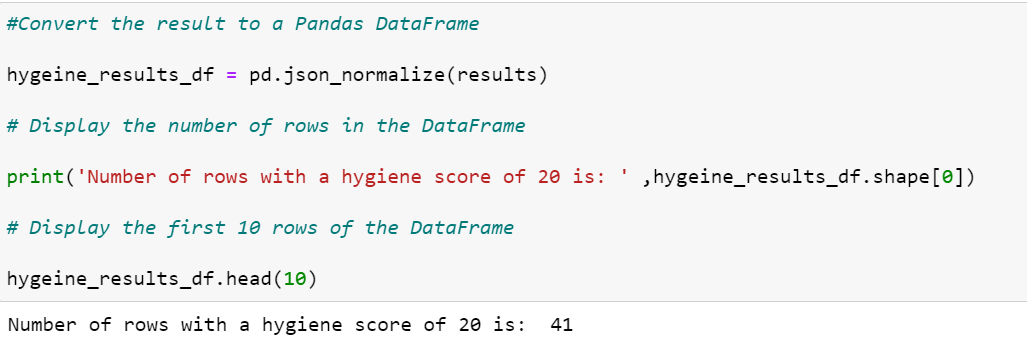 #Convert the result to a Pandas DataFrame
hygeine_results_df = pd.json_normalize(results)
# Display the number of rows in the DataFrame
print('Number of rows with a hygiene score of 20 is: ' ,hygeine_results_df.shape[0])
# Display the first 10 rows of the DataFrame
hygeine_results_df.head(10)
Number of rows with a hygiene score of 20 is:  41